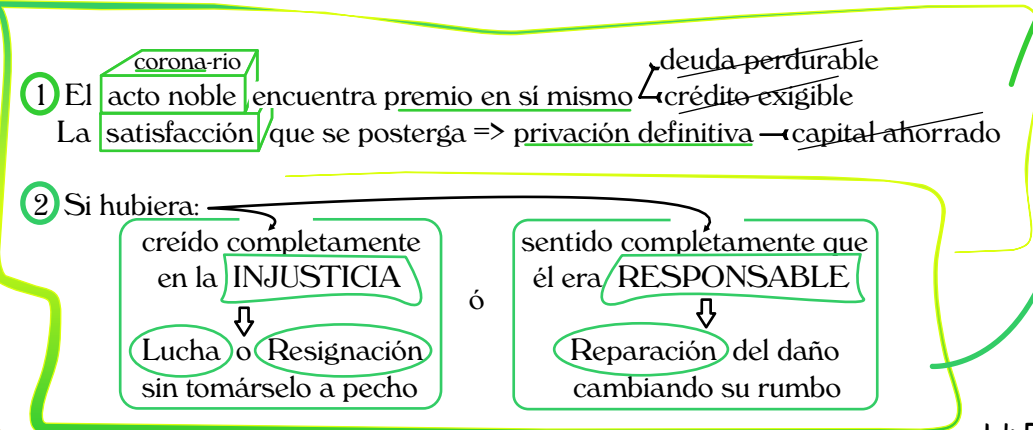 corona-rio
deuda perdurable
1 El acto noble encuentra premio en sí mismo crédito exigible
La satisfacción que se posterga => privación definitiva capital ahorrado
2 Si hubiera:
creído completamente
en la INJUSTICIA
Lucha o Resignación
sin tomárselo a pecho
ó
sentido completamente que
él era RESPONSABLE
Reparación del daño
cambiando su rumbo